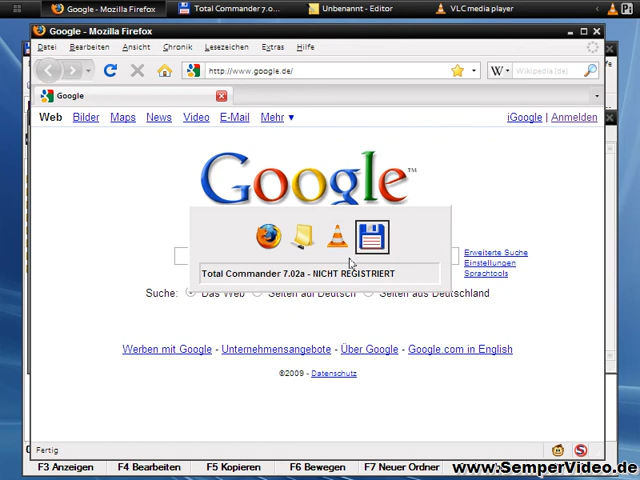 Google - Mozilla Firefox
Total Commander 7.0...
Unbenannt - Editor
VLC media player
Google - Mozilla Firefox
Datei Bearbeiten Ansicht Chronik Lesezeichen Extras Hilfe
http://www.google.de/
W Wikipedia (de)
Google
Web Bilder Maps News Video E-Mail Mehr ▼
iGoogle | Anmelden
Google™
Erweiterte Suche
Einstellungen
Sprachtools
Total Commander 7.02a - NICHT REGISTRIERT
Suche: Das Web Seiten auf Deutsch Seiten aus Deutschland
Werben mit Google - Unternehmensangebote - Über Google - Google.com in English
©2009 - Datenschutz
Fertig
F3 Anzeigen F4 Bearbeiten F5 Kopieren F6 Bewegen F7 Neuer Ordner
www.SemperVideo.de